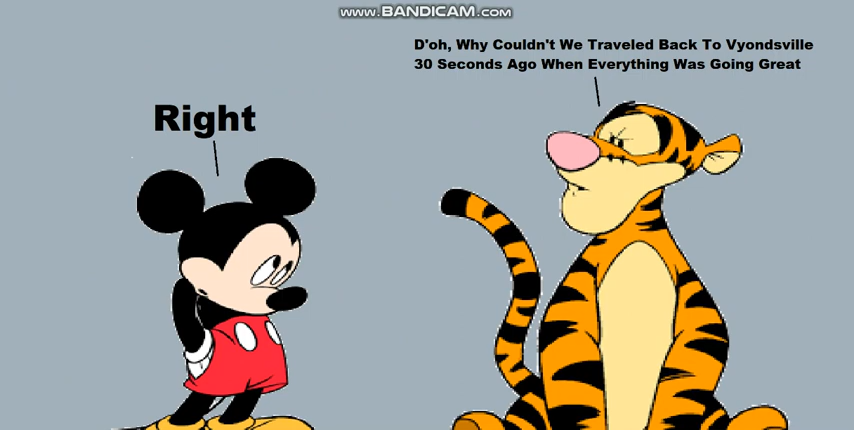 www.BANDICAM.com
D'oh, Why Couldn't We Traveled Back To Vyondsville
30 Seconds Ago When Everything Was Going Great
Right